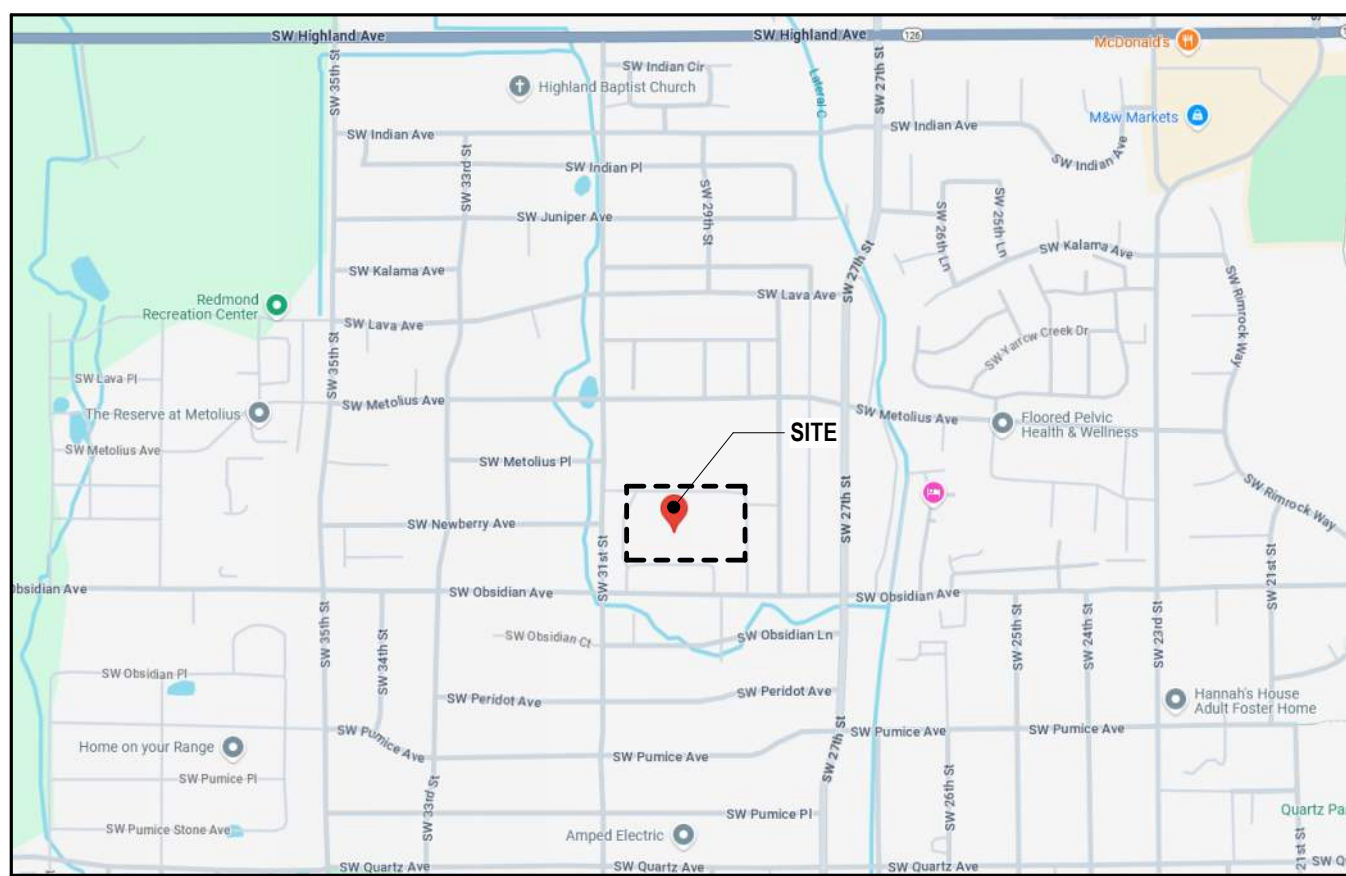 SW Highland Ave
SW Highland Ave
126
McDonald's
SW 35th St
SW Indian Cir
Highland Baptist Church
Lateral C
SW 27th St
M&w Markets
SW Indian Ave
SW Indian Ave
SW Indian Ave
SW 33rd St
SW Indian Pl
SW 29th St
SW 26th Ln
SW 25th Ln
SW Juniper Ave
SW Kalama Ave
SW 27th St
SW Kalama Ave
SW Rimrock Way
Redmond
Recreation Center
SW Lava Ave
SW Lava Ave
SW 35th St
SW Yarrow Creek Dr
SW Lava Pl
The Reserve at Metolius
SW Metolius Ave
SW Metolius Ave
Floored Pelvic
Health & Wellness
SITE
SW Metolius Ave
SW Metolius Pl
SW Rimrock Way
SW Newberry Ave
SW 27th St
SW 31st St
SW 21st St
bsidian Ave
SW Obsidian Ave
SW Obsidian Ave
SW 35th St
SW 34th St
SW Obsidian Ct
SW Obsidian Ln
SW 25th St
SW 24th St
SW 23rd St
SW Obsidian Pl
SW Peridot Ave
SW Peridot Ave
Hannah's House
Adult Foster Home
Home on your Range
SW Pumice Ave
SW Pumice Ave
SW 27th St
SW Pumice Ave
SW Pumice Ave
SW Pumice Pl
SW 33rd St
SW 26th St
SW Pumice Pl
Quartz Pa
SW Pumice Stone Ave
Amped Electric
21st St
SW Quartz Ave
SW Quartz Ave
SW Quartz Ave
SW Q